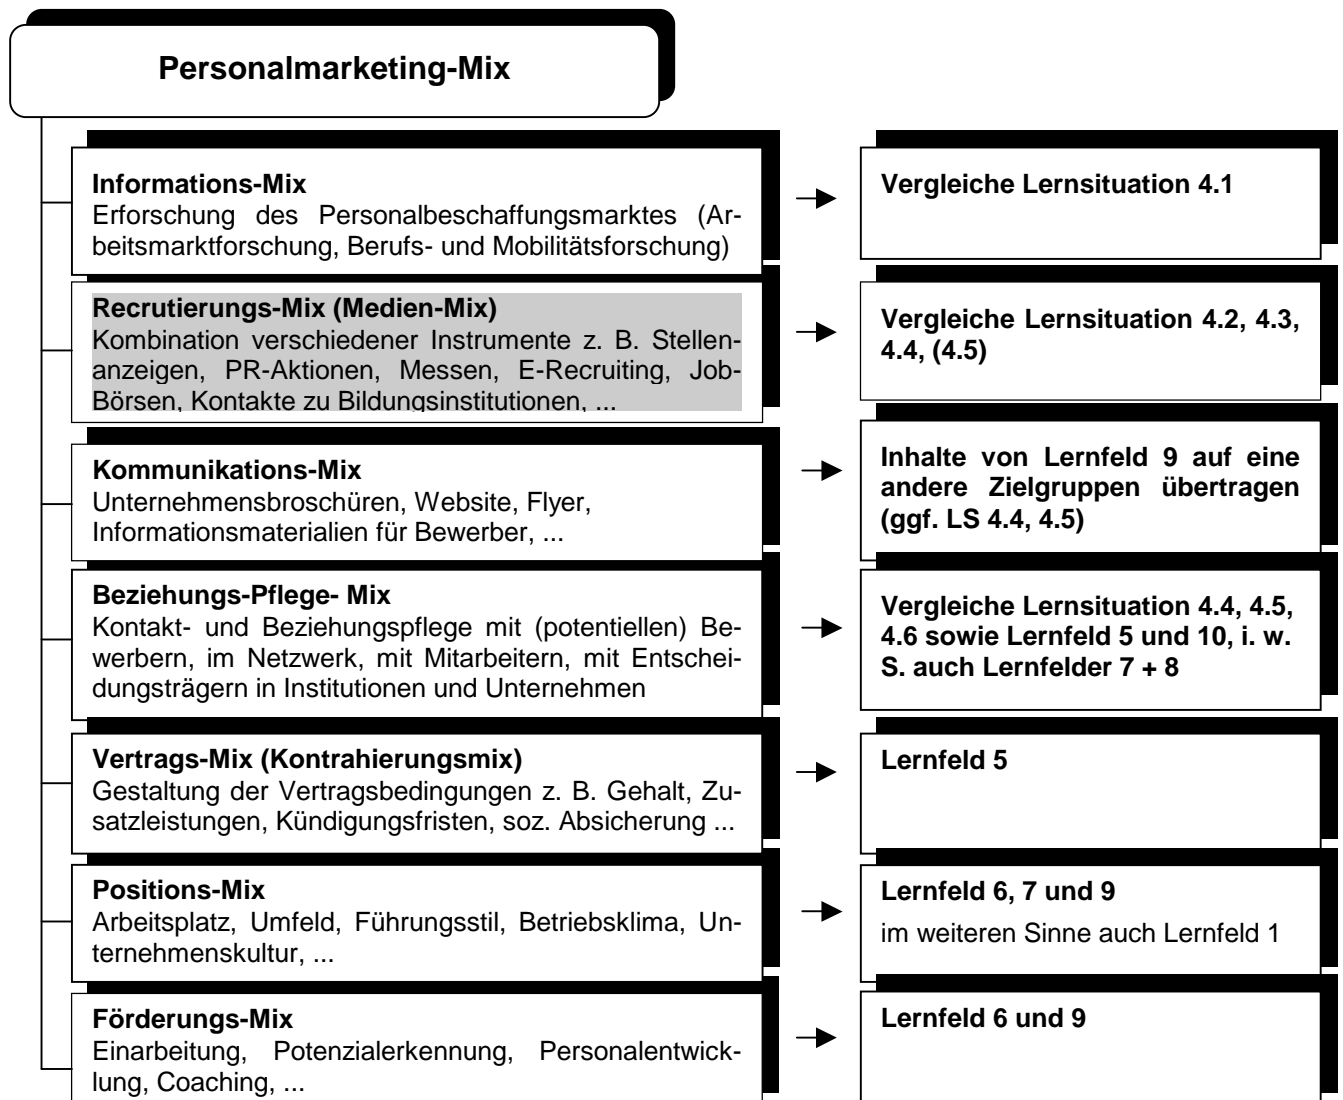 Personalmarketing-Mix
Informations-Mix
Erforschung des Personalbeschaffungsmarktes (Ar-
beitsmarktforschung, Berufs- und Mobilitätsforschung)
Vergleiche Lernsituation 4.1
Recrutierungs-Mix (Medien-Mix)
Kombination verschiedener Instrumente z. B. Stellen-
anzeigen, PR-Aktionen, Messen, E-Recruiting, Job-
Börsen, Kontakte zu Bildungsinstitutionen, ...
Vergleiche Lernsituation 4.2, 4.3,
4.4, (4.5)
Kommunikations-Mix
Unternehmensbroschüren, Website, Flyer,
Informationsmaterialien für Bewerber, ...
Inhalte von Lernfeld 9 auf eine
andere Zielgruppen übertragen
(ggf. LS 4.4, 4.5)
Beziehungs-Pflege- Mix
Kontakt- und Beziehungspflege mit (potentiellen) Be-
werbern, im Netzwerk, mit Mitarbeitern, mit Entschei-
dungsträgern in Institutionen und Unternehmen
Vergleiche Lernsituation 4.4, 4.5,
4.6 sowie Lernfeld 5 und 10, i. w.
S. auch Lernfelder 7 + 8
Vertrags-Mix (Kontrahierungsmix)
Gestaltung der Vertragsbedingungen z. B. Gehalt, Zu-
satzleistungen, Kündigungsfristen, soz. Absicherung ...
Lernfeld 5
Positions-Mix
Arbeitsplatz, Umfeld, Führungsstil, Betriebsklima, Un-
ternehmenskultur, ...
Lernfeld 6, 7 und 9
im weiteren Sinne auch Lernfeld 1
Förderungs-Mix
Einarbeitung, Potenzialerkennung, Personalentwick-
lung, Coaching, ...
Lernfeld 6 und 9